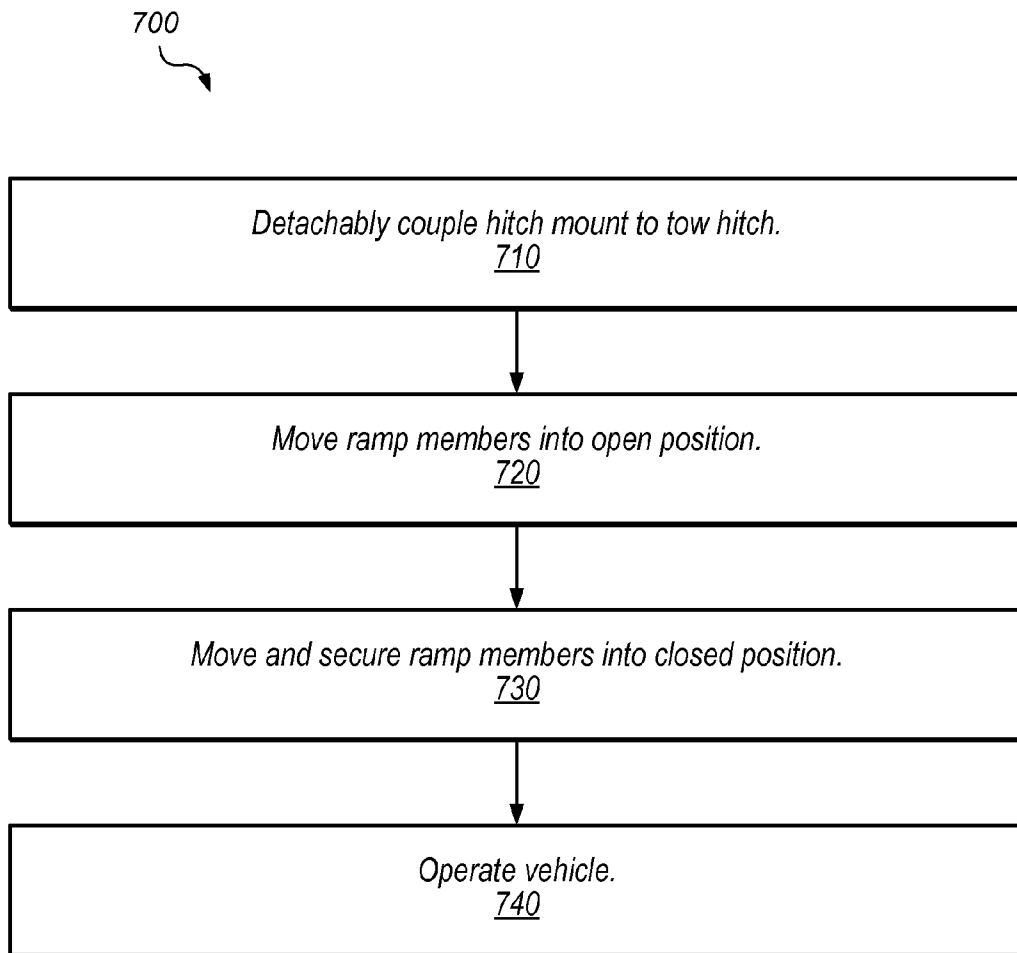 700
Detachably couple hitch mount to tow hitch.
710
Move ramp members into open position.
720
Move and secure ramp members into closed position.
730
Operate vehicle.
740